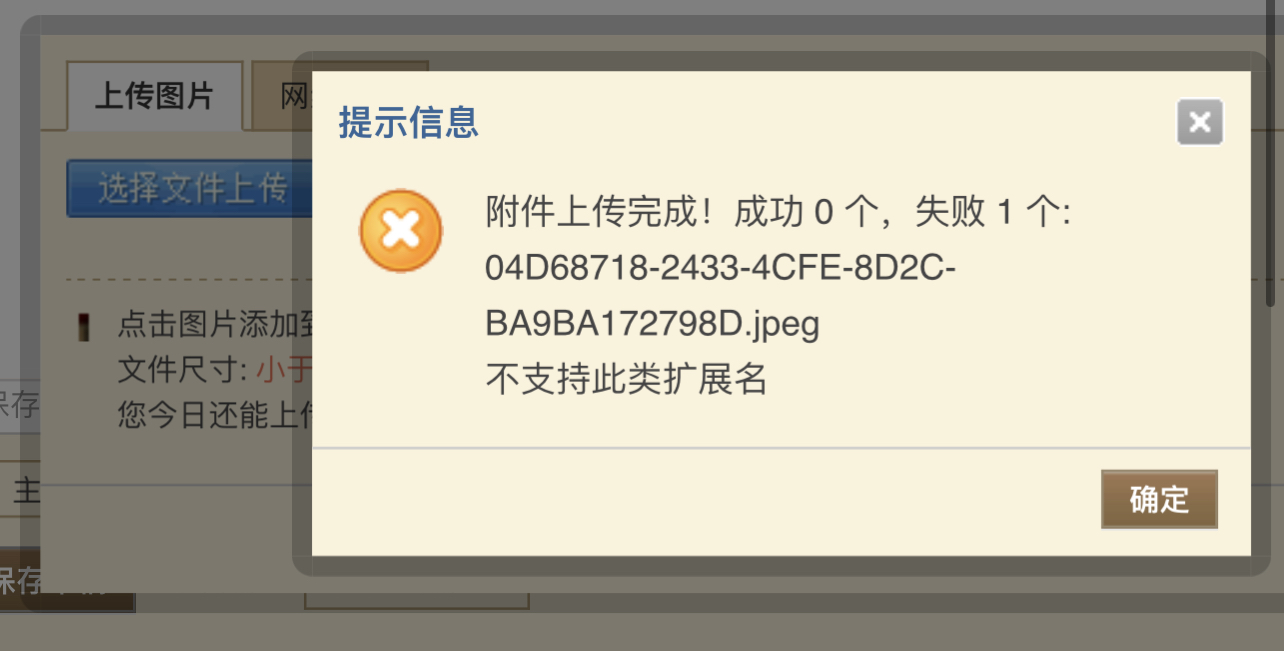 上传图片
网
提示信息
选择文件上传
附件上传完成！成功 0 个，失败 1 个:
04D68718-2433-4CFE-8D2C-
BA9BA172798D.jpeg
不支持此类扩展名
点击图片添加到
文件尺寸: 小于
您今日还能上传
保存
主
确定
保存